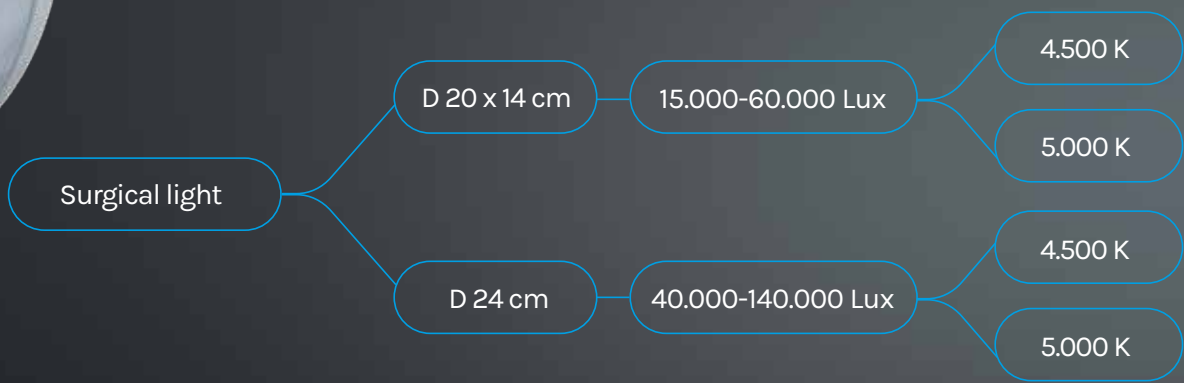 Surgical light
D 20 x 14 cm
15.000-60.000 Lux
4.500 K
5.000 K
D 24 cm
40.000-140.000 Lux
4.500 K
5.000 K